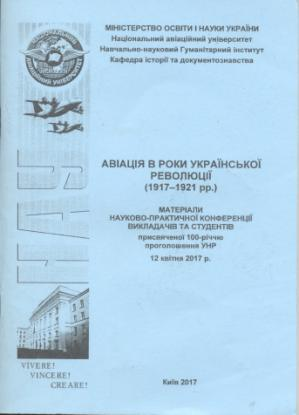 МІНІСТЕРСТВО ОСВІТИ І НАУКИ УКРАЇНИ
Національний авіаційний університет
Навчально-науковий Гуманітарний інститут
Кафедра історії та документознавства
НАУ
АВІАЦІЯ В РОКИ УКРАЇНСЬКОЇ
РЕВОЛЮЦІЇ
(1917–1921 рр.)
МАТЕРІАЛИ
НАУКОВО-ПРАКТИЧНОЇ КОНФЕРЕНЦІЇ
ВИКЛАДАЧІВ ТА СТУДЕНТІВ
присвяченої 100-річчю
проголошення УНР
12 квітня 2017 р.
VIVERE!
VINCERE!
CREARE!
Київ 2017